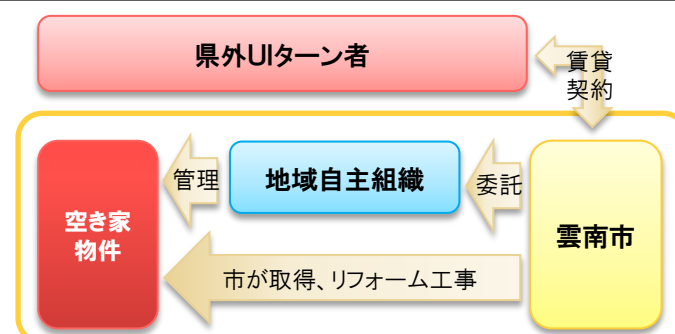 県外UIターン者
賃貸
契約
空き家
物件
管理
地域自主組織
委託
雲南市
市が取得、リフォーム工事